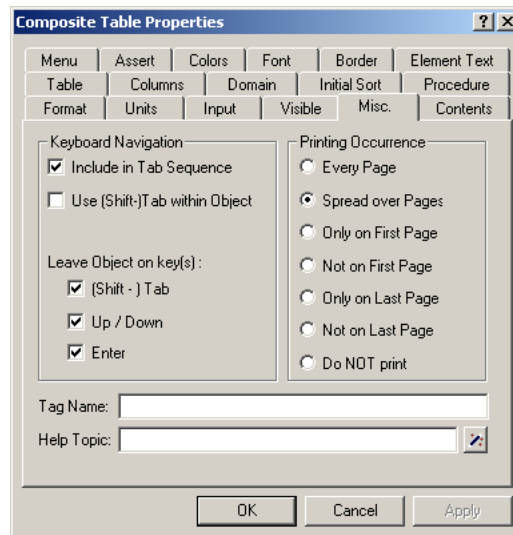 Composite Table Properties
Menu Assert Colors Font Border Element Text
Table Columns Domain Initial Sort Procedure
Format Units Input Visible Misc. Contents
Keyboard Navigation
Include in Tab Sequence
Use (Shift-)Tab within Object
Leave Object on key(s) :
(Shift - ) Tab
Up / Down
Enter
Printing Occurrence
Every Page
Spread over Pages
Only on First Page
Not on First Page
Only on Last Page
Not on Last Page
Do NOT print
Tag Name:
Help Topic:
OK Cancel Apply